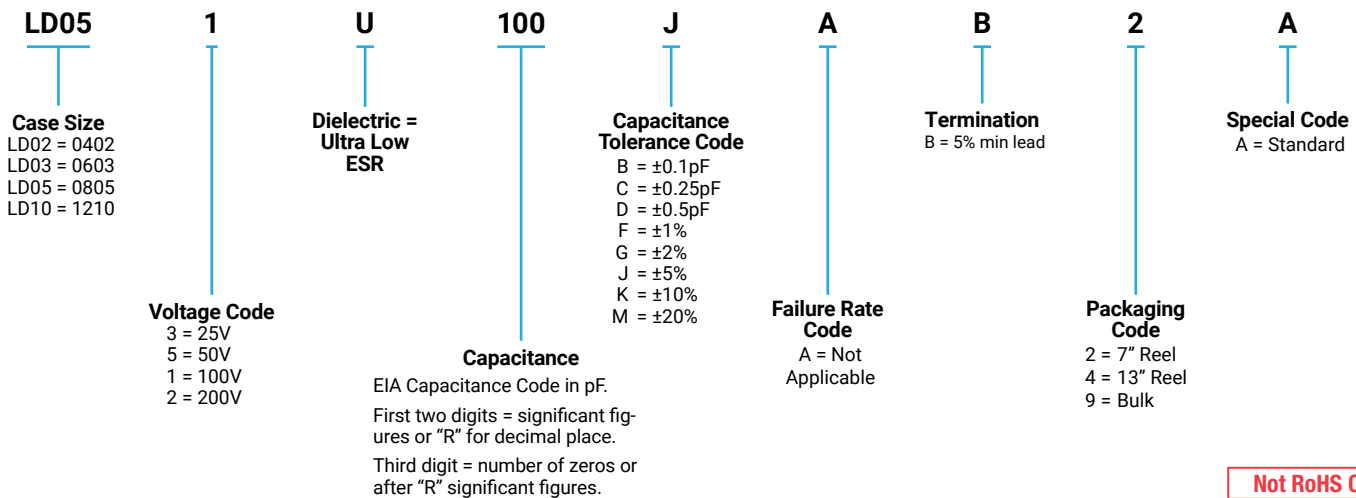 LD05 1 U 100 J A B 2 A
Case Size
LD02 = 0402
LD03 = 0603
LD05 = 0805
LD10 = 1210
Voltage Code
3 = 25V
5 = 50V
1 = 100V
2 = 200V
Dielectric =
Ultra Low
ESR
Capacitance
EIA Capacitance Code in pF.
First two digits = significant fig-
ures or “R” for decimal place.
Third digit = number of zeros or
after “R” significant figures.
Capacitance
Tolerance Code
B = ±0.1pF
C = ±0.25pF
D = ±0.5pF
F = ±1%
G = ±2%
J = ±5%
K = ±10%
M = ±20%
Failure Rate
Code
A = Not
Applicable
Termination
B = 5% min lead
Packaging
Code
2 = 7” Reel
4 = 13” Reel
9 = Bulk
Special Code
A = Standard
Not RoHS C